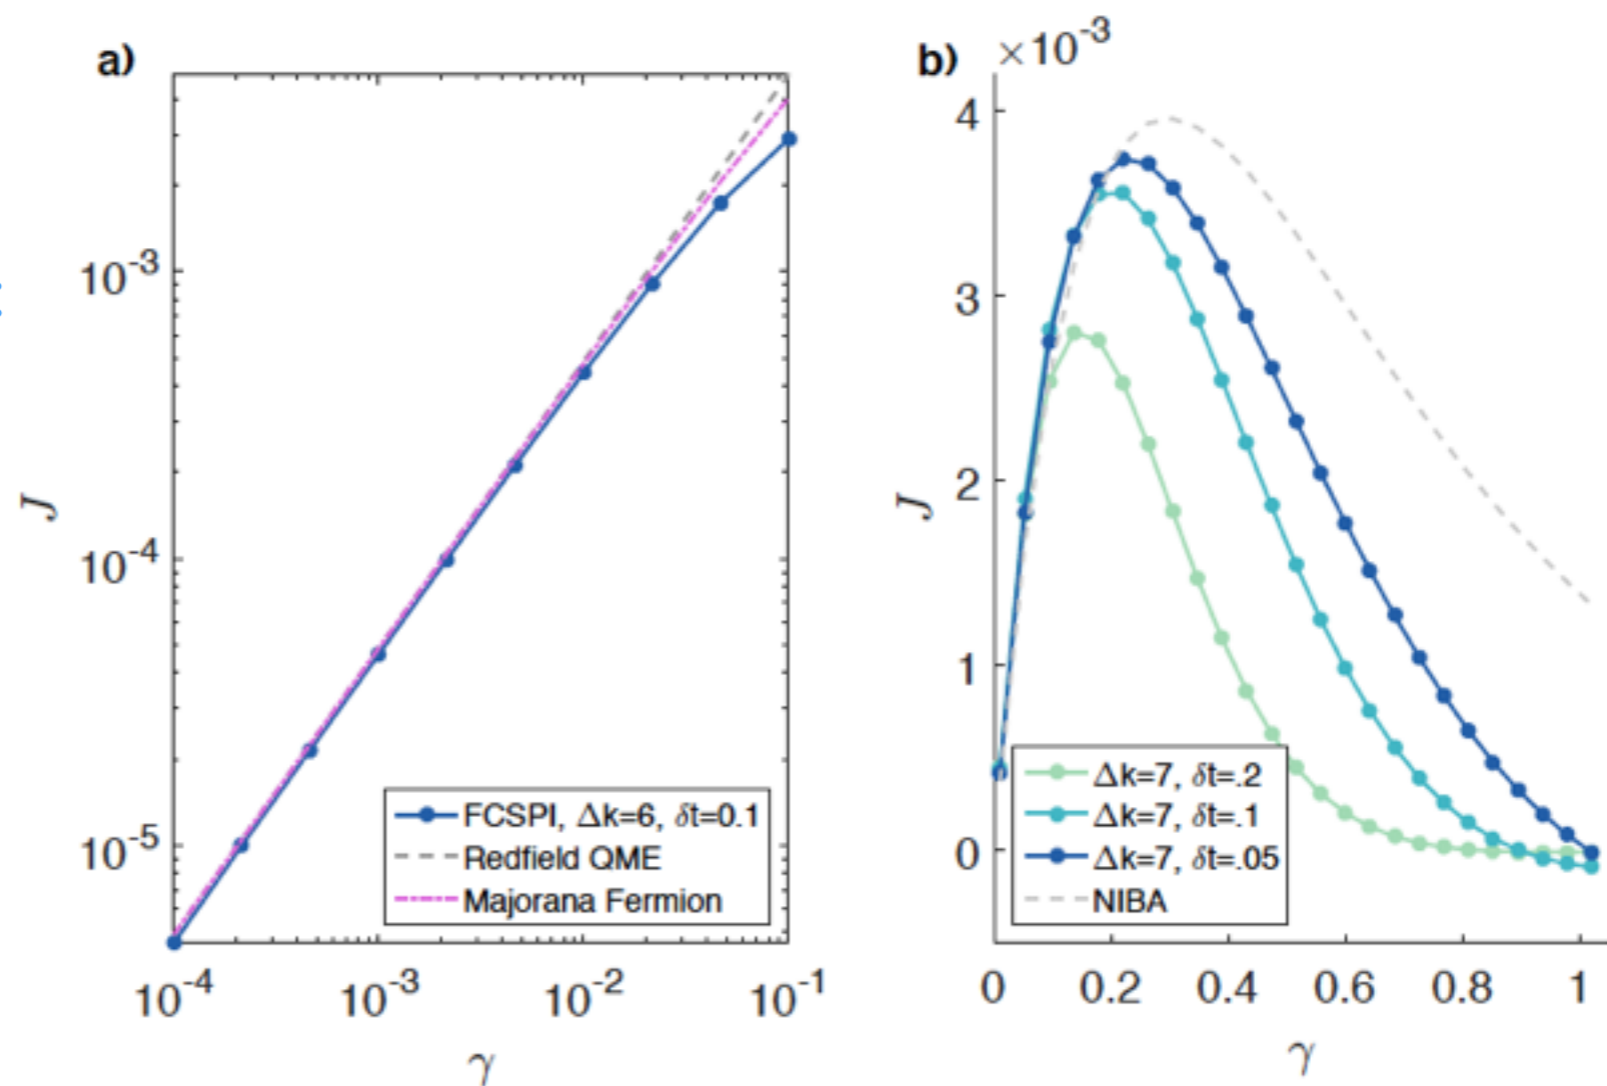 a)
J
10^-3
10^-4
10^-5
FCSPI, Δk=6, δt=0.1
Redfield QME
Majorana Fermion
10^-4 10^-3 10^-2 10^-1
γ
b)
×10^-3
J
4
3
2
1
0
Δk=7, δt=.2
Δk=7, δt=.1
Δk=7, δt=.05
NIBA
0 0.2 0.4 0.6 0.8 1
γ